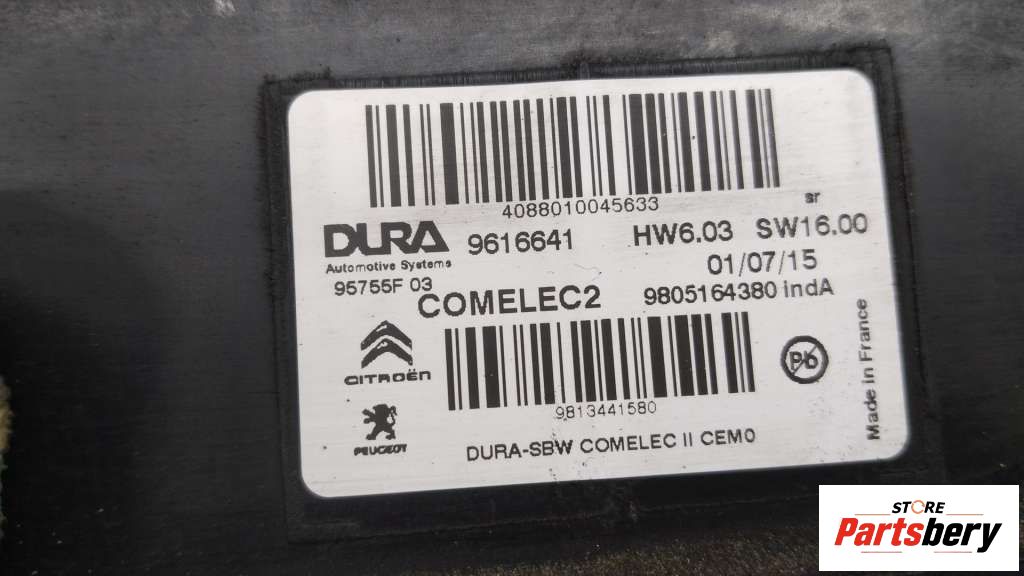 4088010045633
sr
DURA 9616641 HW6.03 SW16.00
Automotive Systems 01/07/15
95755F 03
COMELEC2 9805164380 indA
CITROËN
Pb
Made in France
9813441580
PEUGEOT
DURA-SBW COMELEC II CEM0
STORE
Partsbery